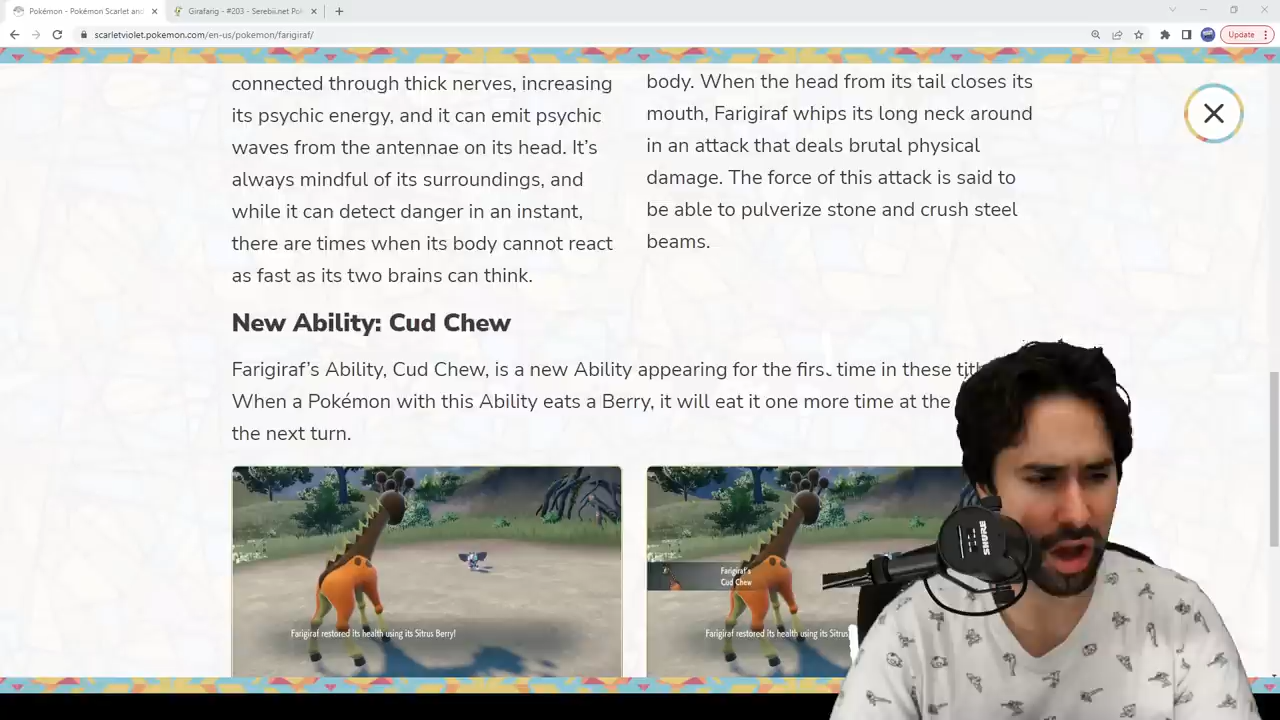 Pokémon - Pokémon Scarlet and
Girafarig - #203 - Serebii.net Pok
scarletviolet.pokemon.com/en-us/pokemon/farigiraf/
Update
connected through thick nerves, increasing
its psychic energy, and it can emit psychic
waves from the antennae on its head. It's
always mindful of its surroundings, and
while it can detect danger in an instant,
there are times when its body cannot react
as fast as its two brains can think.
body. When the head from its tail closes its
mouth, Farigiraf whips its long neck around
in an attack that deals brutal physical
damage. The force of this attack is said to
be able to pulverize stone and crush steel
beams.
New Ability: Cud Chew
Farigiraf's Ability, Cud Chew, is a new Ability appearing for the first time in these
When a Pokémon with this Ability eats a Berry, it will eat it one more time at the
the next turn.
Farigiraf restored its health using its Sitrus Berry!
Farigiraf's
Cud Chew
Farigiraf restored its health using its Sitrus
SHURE